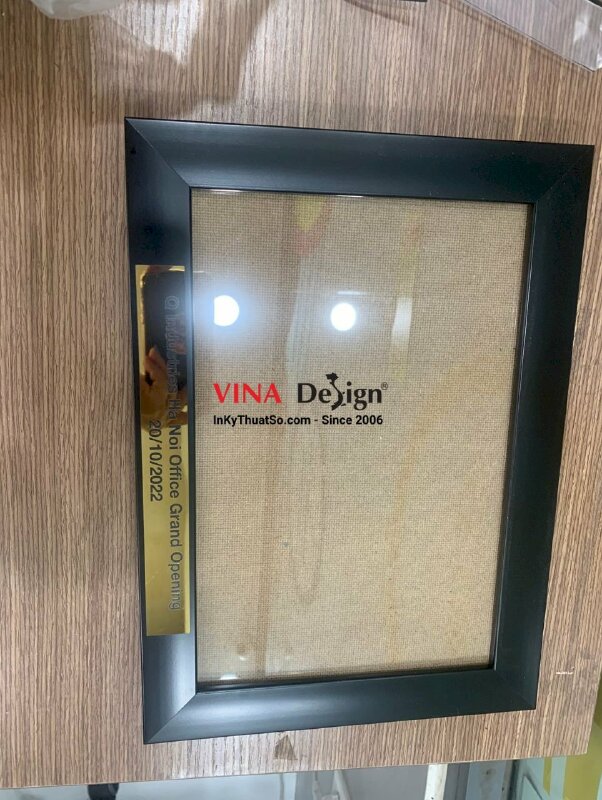 Q Ha Noi Office Grand Opening
20/10/2022
VINA Design®
InKyThuatSo.com - Since 2006